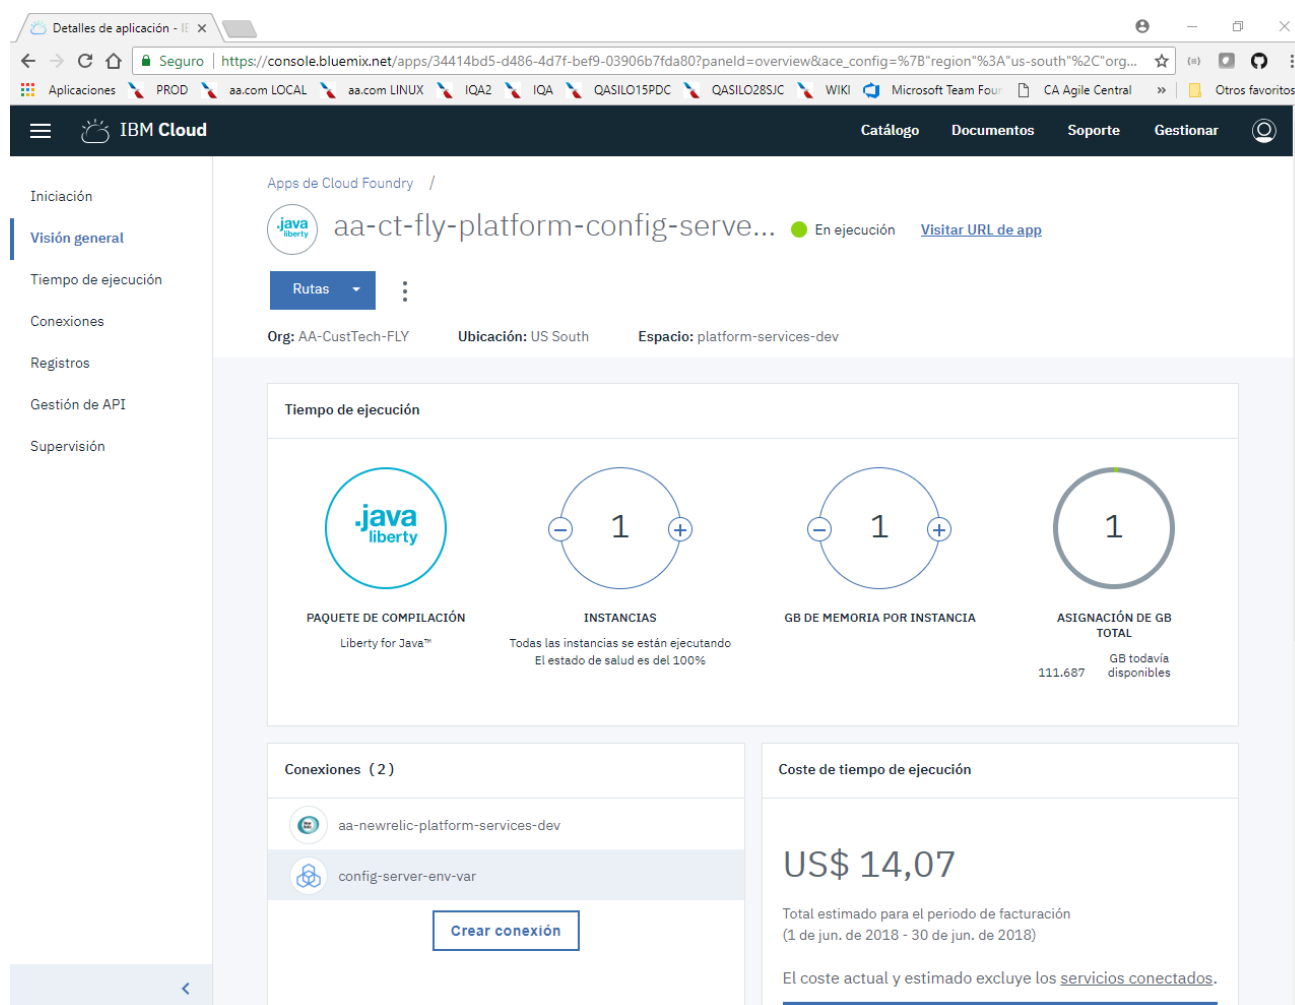 Detalles de aplicación - IE
Seguro | https://console.bluemix.net/apps/34414bd5-d486-4d7f-bef9-03906b7fda80?paneId=overview&ace_config=%7B"region"%3A"us-south"%2C"org...
Aplicaciones PROD aa.com LOCAL aa.com LINUX IQA2 IQA QASILO15PDC QASILO28SJC WIKI Microsoft Team Four CA Agile Central » Otros favoritos
IBM Cloud Catálogo Documentos Soporte Gestionar
Iniciación
Visión general
Tiempo de ejecución
Conexiones
Registros
Gestión de API
Supervisión
Apps de Cloud Foundry /
.java liberty
aa-ct-fly-platform-config-serve... En ejecución Visitar URL de app
Rutas
Org: AA-CustTech-FLY Ubicación: US South Espacio: platform-services-dev
Tiempo de ejecución
.java
liberty
PAQUETE DE COMPILACIÓN
Liberty for Java™
1
INSTANCIAS
Todas las instancias se están ejecutando
El estado de salud es del 100%
1
GB DE MEMORIA POR INSTANCIA
1
ASIGNACIÓN DE GB
TOTAL
111.687 GB todavía
disponibles
Conexiones (2)
aa-newrelic-platform-services-dev
config-server-env-var
Crear conexión
Coste de tiempo de ejecución
US$ 14,07
Total estimado para el periodo de facturación
(1 de jun. de 2018 - 30 de jun. de 2018)
El coste actual y estimado excluye los servicios conectados.